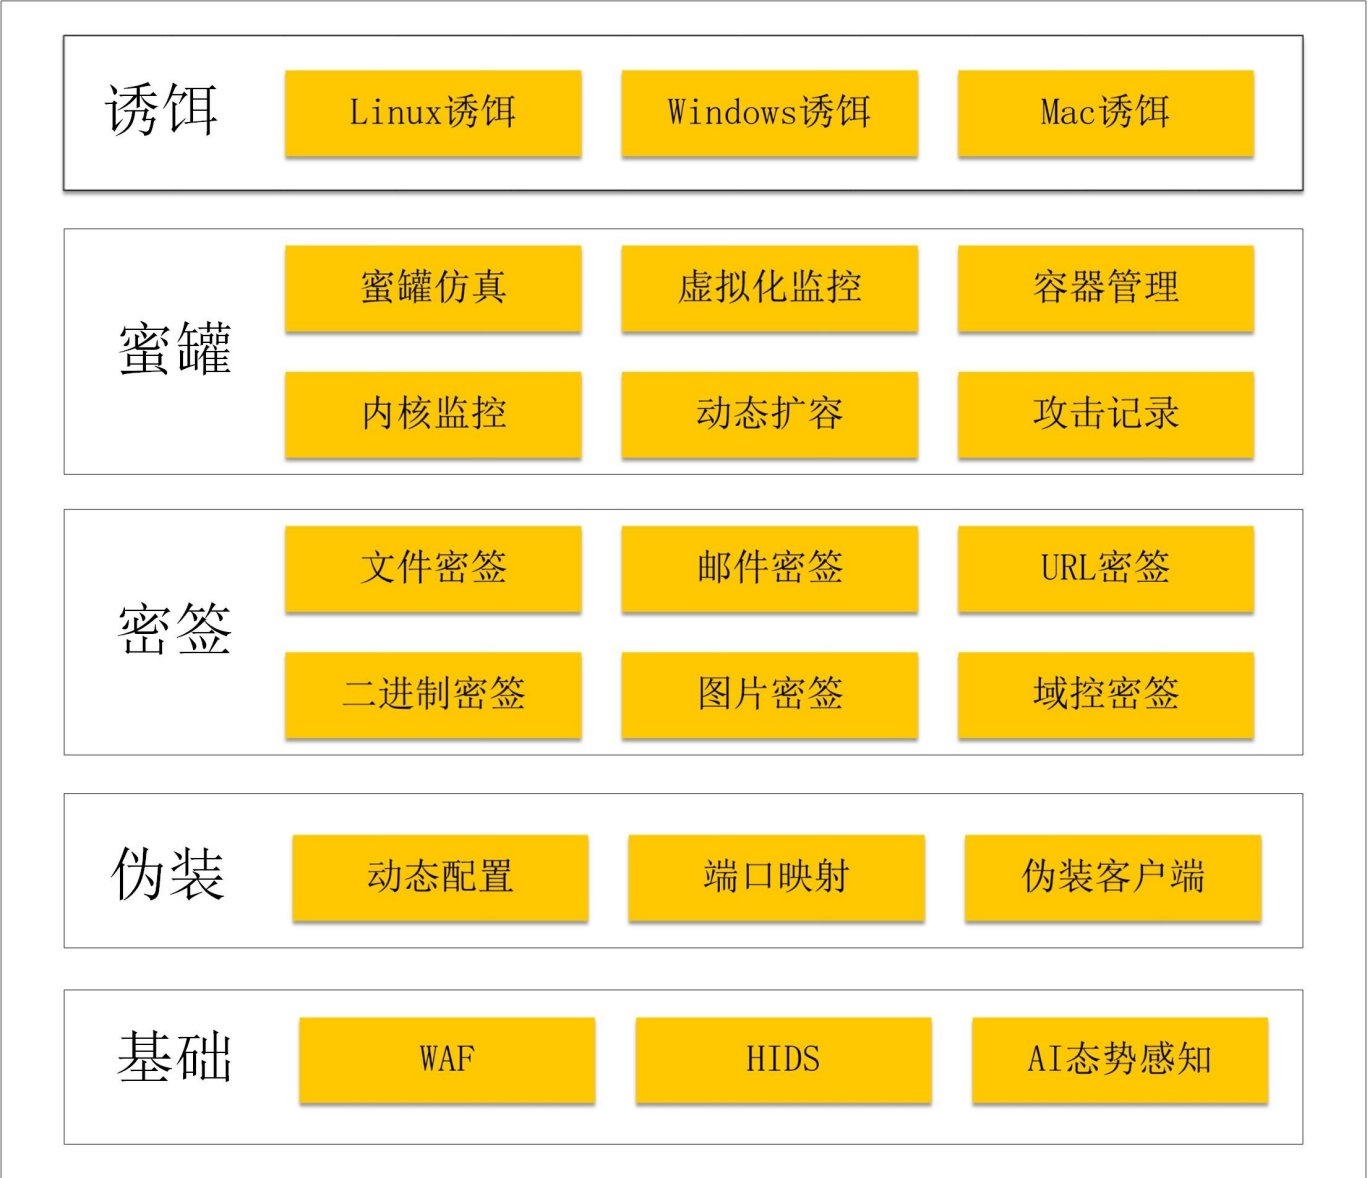 诱饵
Linux诱饵
Windows诱饵
Mac诱饵
蜜罐
蜜罐仿真
虚拟化监控
容器管理
内核监控
动态扩容
攻击记录
密签
文件密签
邮件密签
URL密签
二进制密签
图片密签
域控密签
伪装
动态配置
端口映射
伪装客户端
基础
WAF
HIDS
AI态势感知